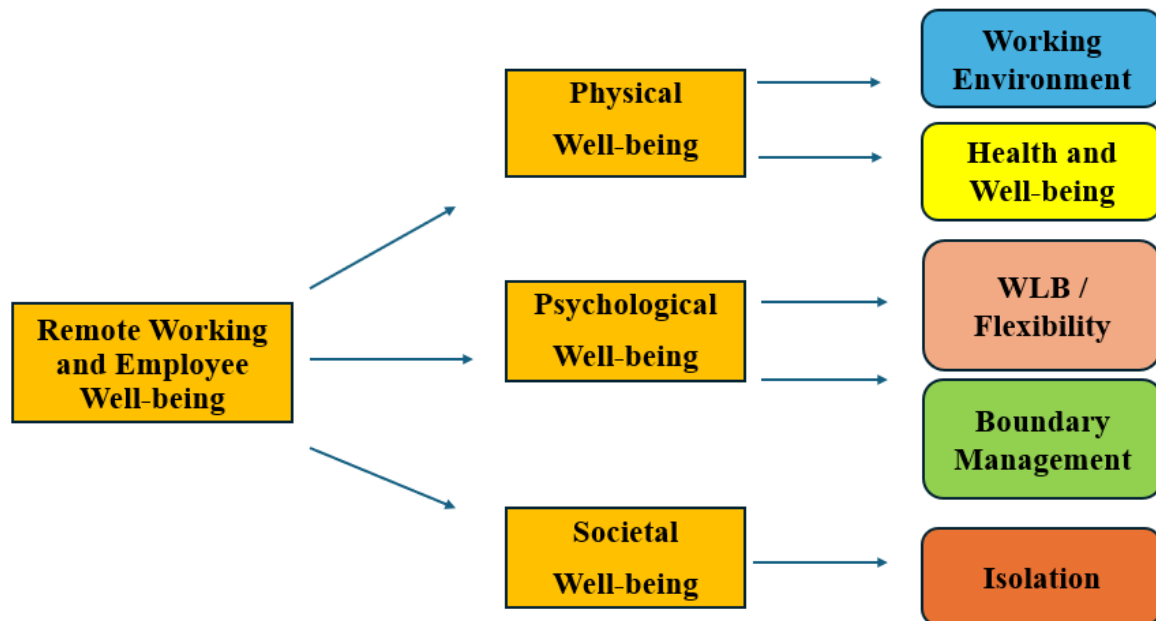 Remote Working
and Employee
Well-being
Physical
Well-being
Working
Environment
Health and
Well-being
Psychological
Well-being
WLB /
Flexibility
Boundary
Management
Societal
Well-being
Isolation